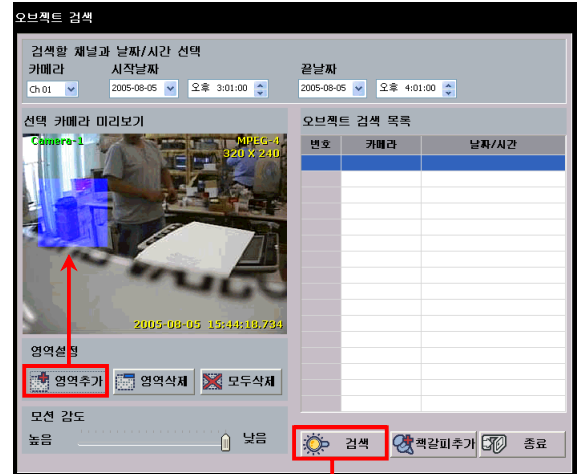 오브젝트 검색
검색할 채널과 날짜/시간 선택
카메라 시작날짜 끝날짜
Ch 01 2005-08-05 오후 3:01:00 2005-08-05 오후 4:01:00
선택 카메라 미리보기
Camera-1 MPEG-4
320 X 240
2005-08-05 15:44:18.734
영역설정
영역추가 영역삭제 모두삭제
모션 감도
높음 낮음
오브젝트 검색 목록
번호 카메라 날짜/시간
검색 책갈피추가 종료